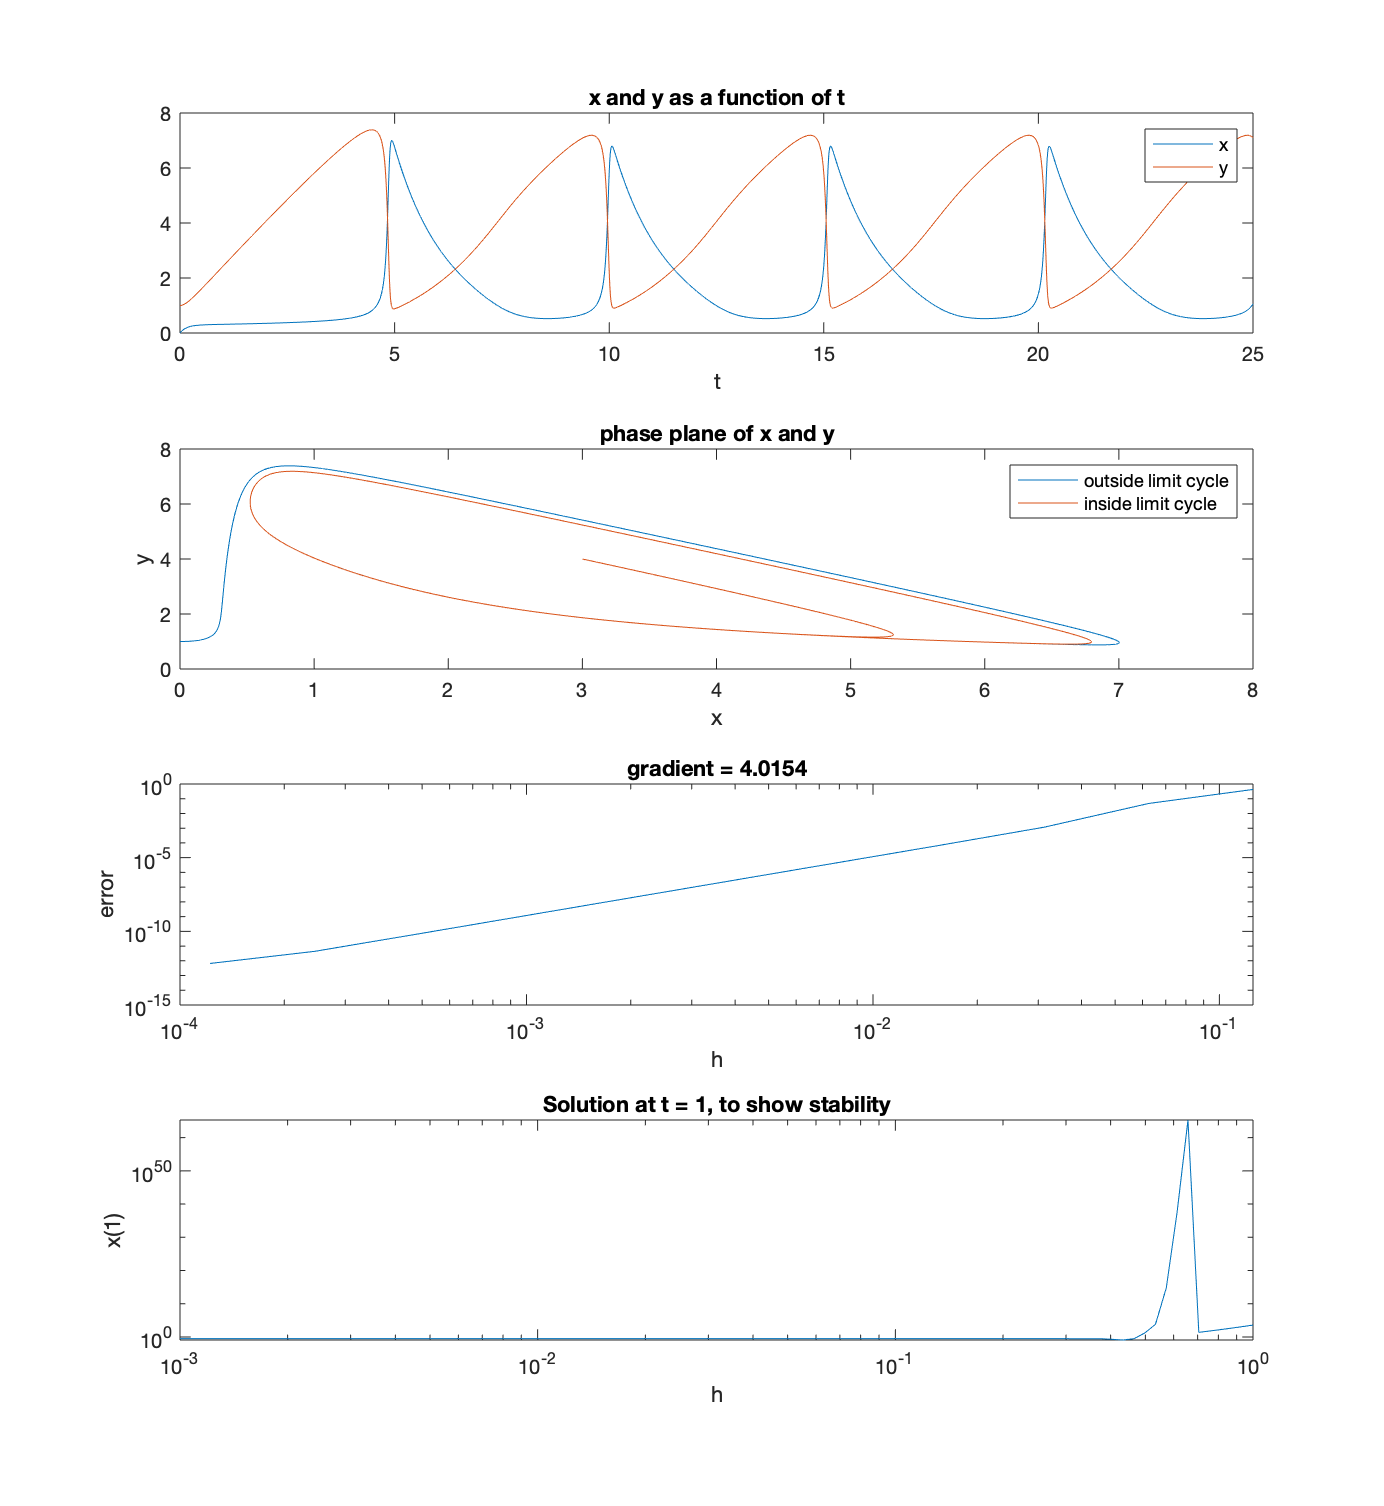 x and y as a function of t
8
6
4
2
0
0 5 10 15 20 25
t
x
y
phase plane of x and y
8
6
4
2
0
y
0 1 2 3 4 5 6 7 8
x
outside limit cycle
inside limit cycle
gradient = 4.0154
10^0
10^-5
10^-10
10^-15
error
10^-4 10^-3 10^-2 10^-1
h
Solution at t = 1, to show stability
10^50
10^0
x(1)
10^-3 10^-2 10^-1 10^0
h